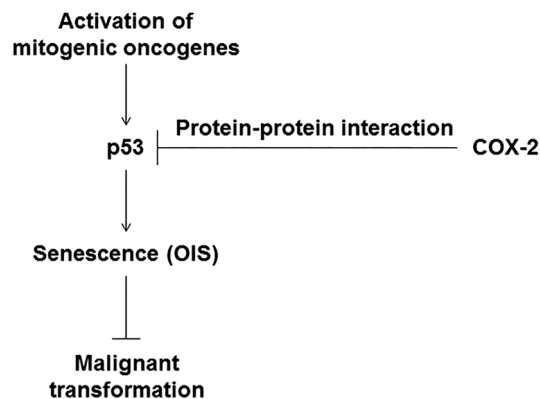 Activation of
mitogenic oncogenes
Protein-protein interaction
p53
COX-2
Senescence (OIS)
Malignant
transformation